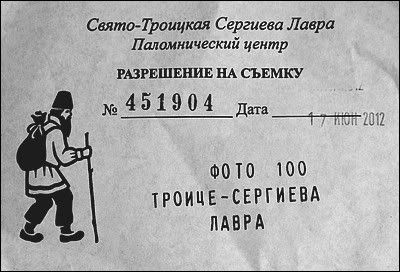 Свято-Троицкая Сергиева Лавра
Паломнический центр
РАЗРЕШЕНИЕ НА СЪЕМКУ
№ 451904 Дата 17 ИЮН 2012
ФОТО 100
ТРОИЦЕ-СЕРГИЕВА
ЛАВРА